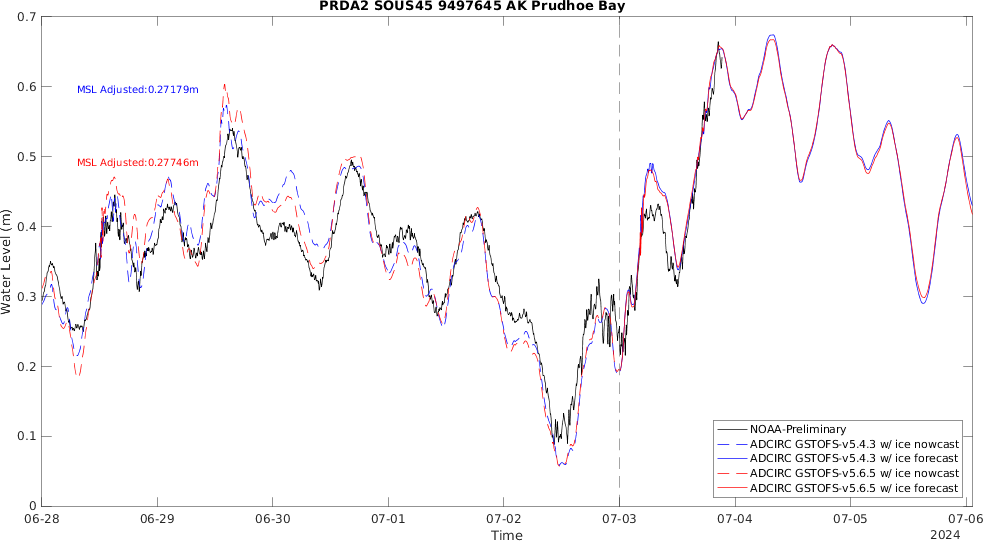 PRDA2 SOUS45 9497645 AK Prudhoe Bay
0.7
0.6
0.5
0.4
0.3
0.2
0.1
0
Water Level (m)
MSL Adjusted:0.27179m
MSL Adjusted:0.27746m
NOAA-Preliminary
ADCIRC GSTOFS-v5.4.3 w/ ice nowcast
ADCIRC GSTOFS-v5.4.3 w/ ice forecast
ADCIRC GSTOFS-v5.6.5 w/ ice nowcast
ADCIRC GSTOFS-v5.6.5 w/ ice forecast
06-28 06-29 06-30 07-01 07-02 07-03 07-04 07-05 07-06
Time
2024